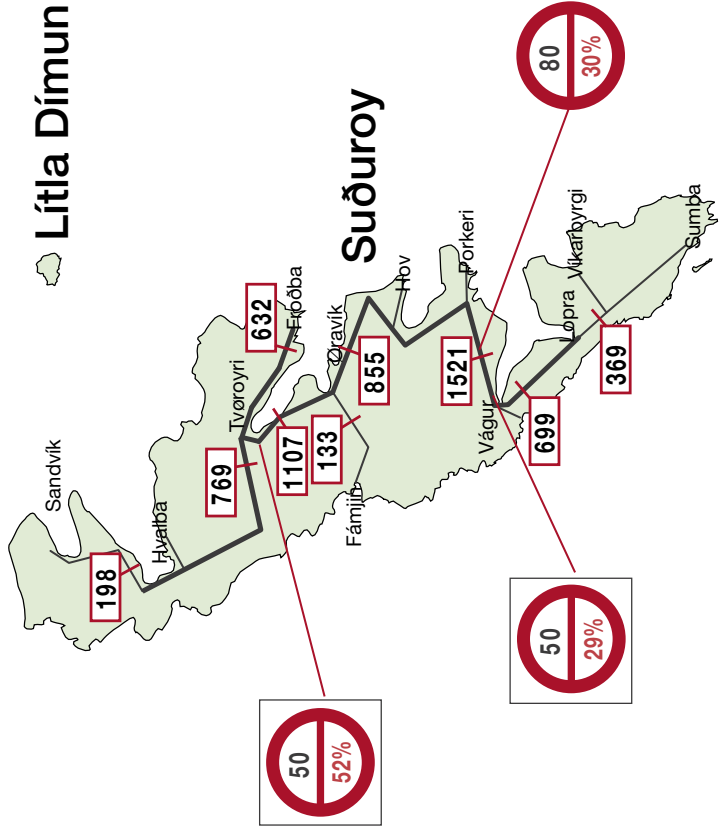 Lítla Dímun
Suðuroy
Sandvík
198
Hvalba
769
Tvøroyri
632
Froðba
1107
133
Fámjin
Øravík
855
Hov
Porkeri
1521
Vágur
699
Lopra
Víkarbyrgi
369
Sumba
50
52%
50
29%
80
30%